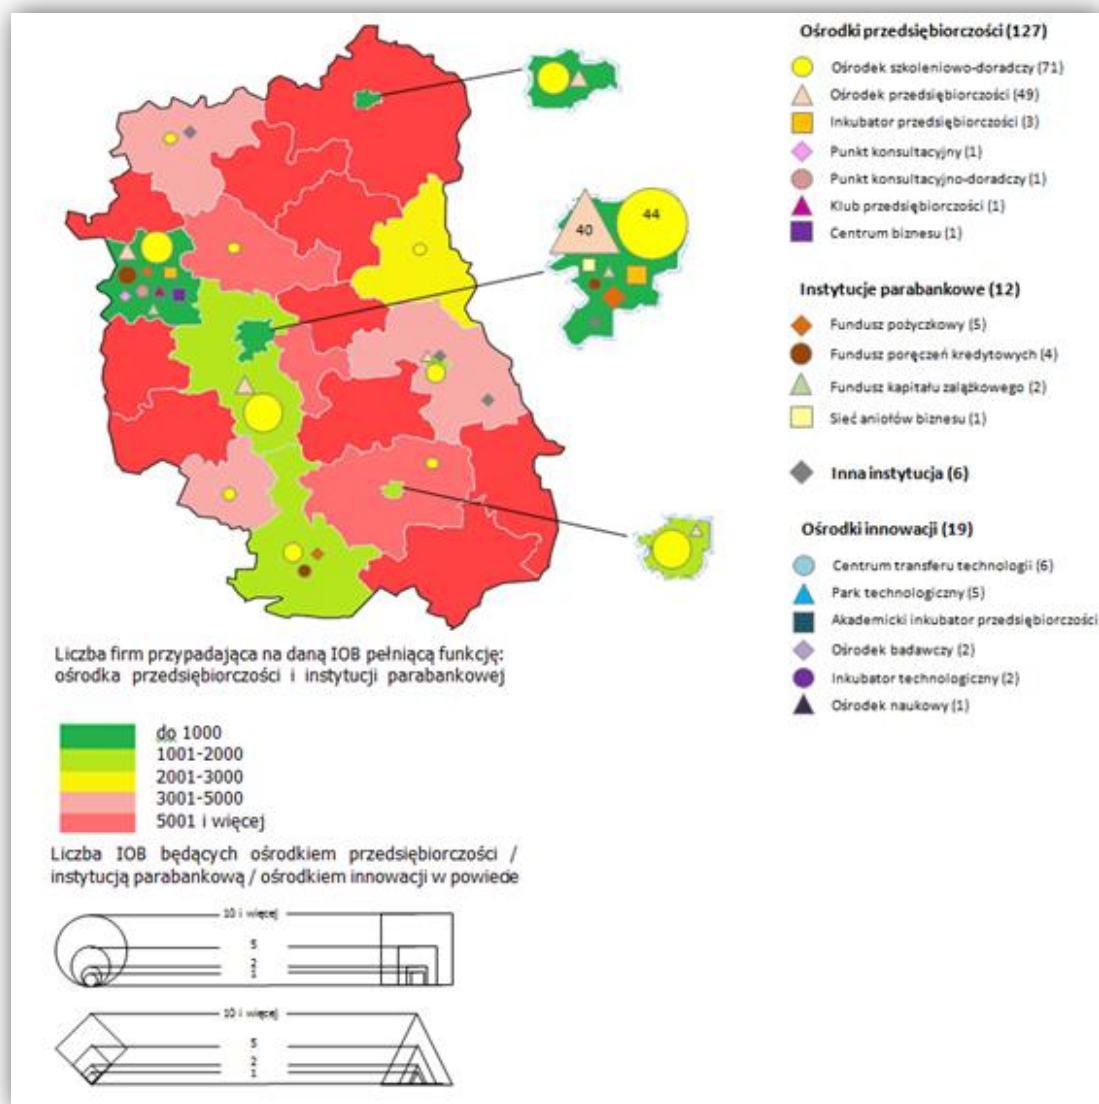 Ośrodki przedsiębiorczości (127)
Ośrodek szkoleniowo-doradczy (71)
Ośrodek przedsiębiorczości (49)
Inkubator przedsiębiorczości (3)
Punkt konsultacyjny (1)
Punkt konsultacyjno-doradczy (1)
Klub przedsiębiorczości (1)
Centrum biznesu (1)
44
40
Instytucje parabankowe (12)
Fundusz pożyczkowy (5)
Fundusz poręczeń kredytowych (4)
Fundusz kapitału zalążkowego (2)
Sieć aniołów biznesu (1)
Inna instytucja (6)
Ośrodki innowacji (19)
Centrum transferu technologii (6)
Park technologiczny (5)
Akademicki inkubator przedsiębiorczości
Ośrodek badawczy (2)
Inkubator technologiczny (2)
Ośrodek naukowy (1)
Liczba firm przypadająca na daną IOB pełniącą funkcję:
ośrodka przedsiębiorczości i instytucji parabankowej
do 1000
1001-2000
2001-3000
3001-5000
5001 i więcej
Liczba IOB będących ośrodkiem przedsiębiorczości /
instytucją parabankową / ośrodkiem innowacji w powiecie
10 i więcej
5
2
1
10 i więcej
5
2
1